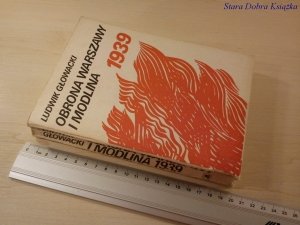 Stara Dobra Książka
LUDWIK GŁOWACKI
OBRONA WARSZAWY
I MODLINA 1939
GŁOWACKI I MODLINA 1939